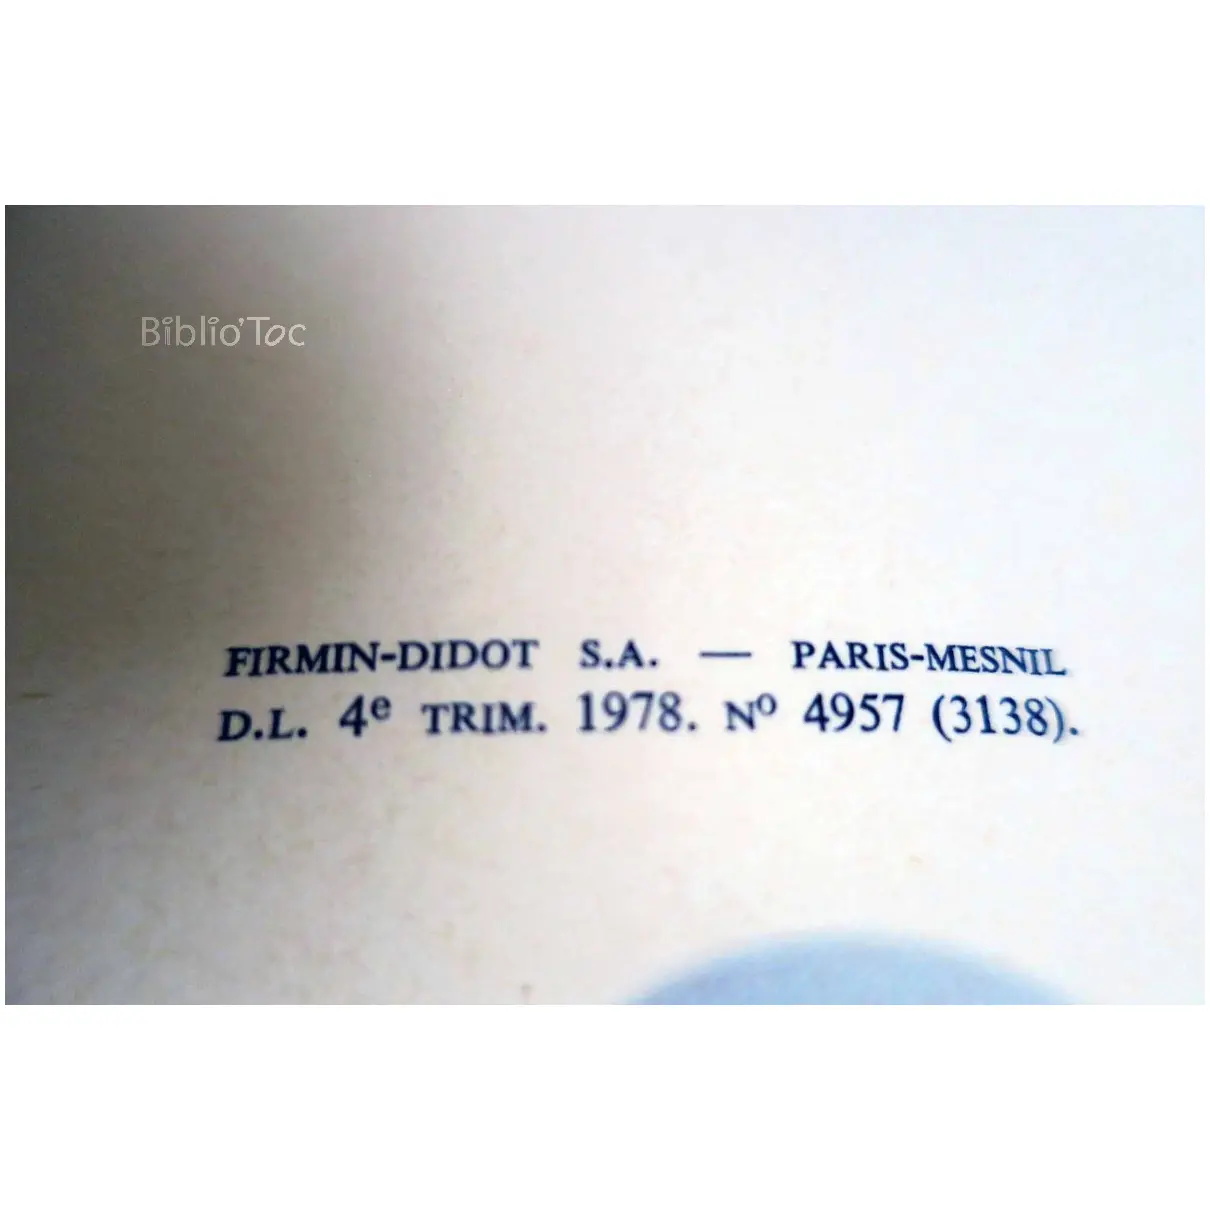 Biblio'Toc
FIRMIN-DIDOT S.A. — PARIS-MESNIL
D.L. 4e TRIM. 1978. Nº 4957 (3138).